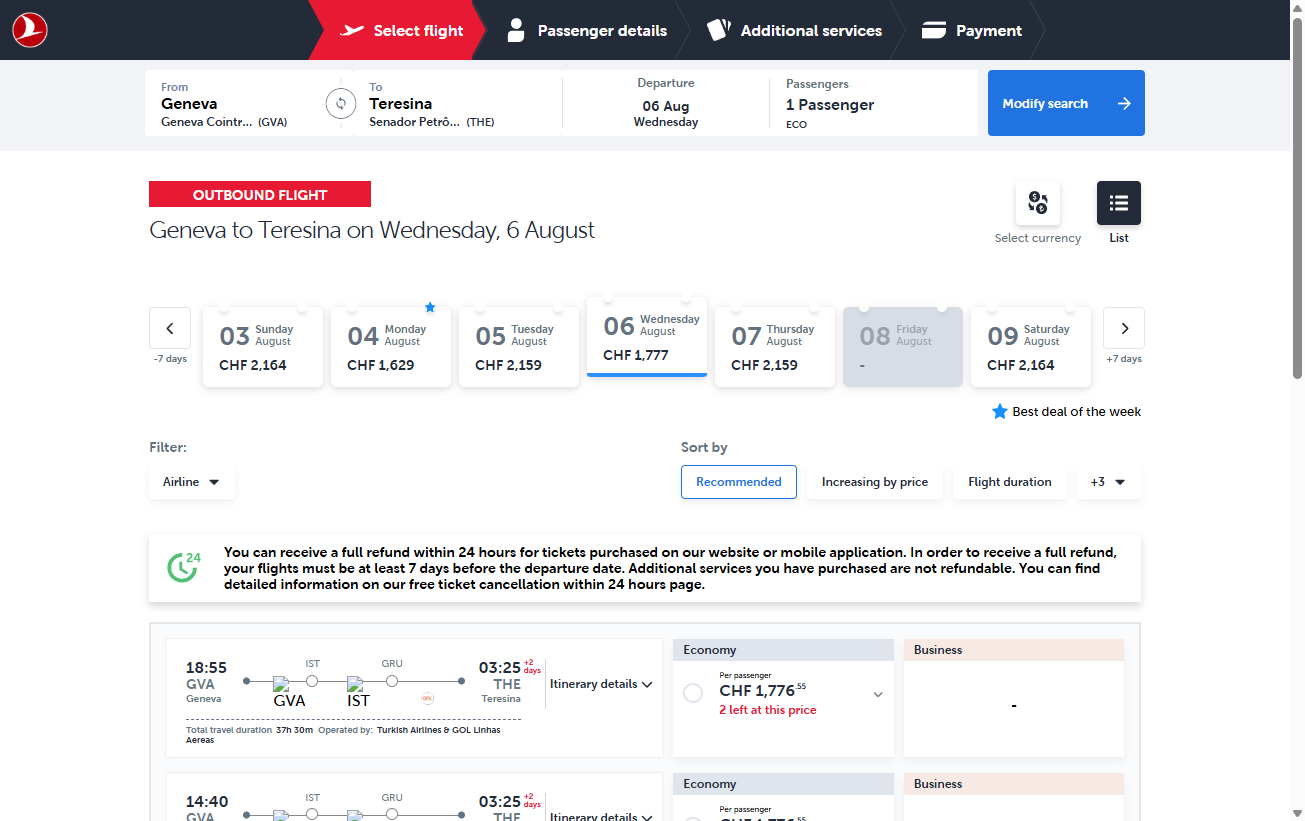 Select flight
Passenger details
Additional services
Payment
From
Geneva
Geneva Cointr... (GVA)
To
Teresina
Senador Petrô... (THE)
Departure
06 Aug
Wednesday
Passengers
1 Passenger
ECO
Modify search
OUTBOUND FLIGHT
Geneva to Teresina on Wednesday, 6 August
Select currency
List
-7 days
03 Sunday August
CHF 2,164
04 Monday August
CHF 1,629
05 Tuesday August
CHF 2,159
06 Wednesday August
CHF 1,777
07 Thursday August
CHF 2,159
08 Friday August
-
09 Saturday August
CHF 2,164
+7 days
Best deal of the week
Filter:
Airline
Sort by
Recommended
Increasing by price
Flight duration
+3
24
You can receive a full refund within 24 hours for tickets purchased on our website or mobile application. In order to receive a full refund,
your flights must be at least 7 days before the departure date. Additional services you have purchased are not refundable. You can find
detailed information on our free ticket cancellation within 24 hours page.
18:55
GVA
Geneva
IST
GRU
GVA
IST
03:25 +2 days
THE
Teresina
Itinerary details
Total travel duration 37h 30m Operated by: Turkish Airlines & GOL Linhas
Aereas
Economy
Per passenger
CHF 1,776.55
2 left at this price
Business
-
14:40
GVA
IST
GRU
03:25 +2 days
THE
Itinerary details
Economy
Per passenger
CHF 1,776.55
Business